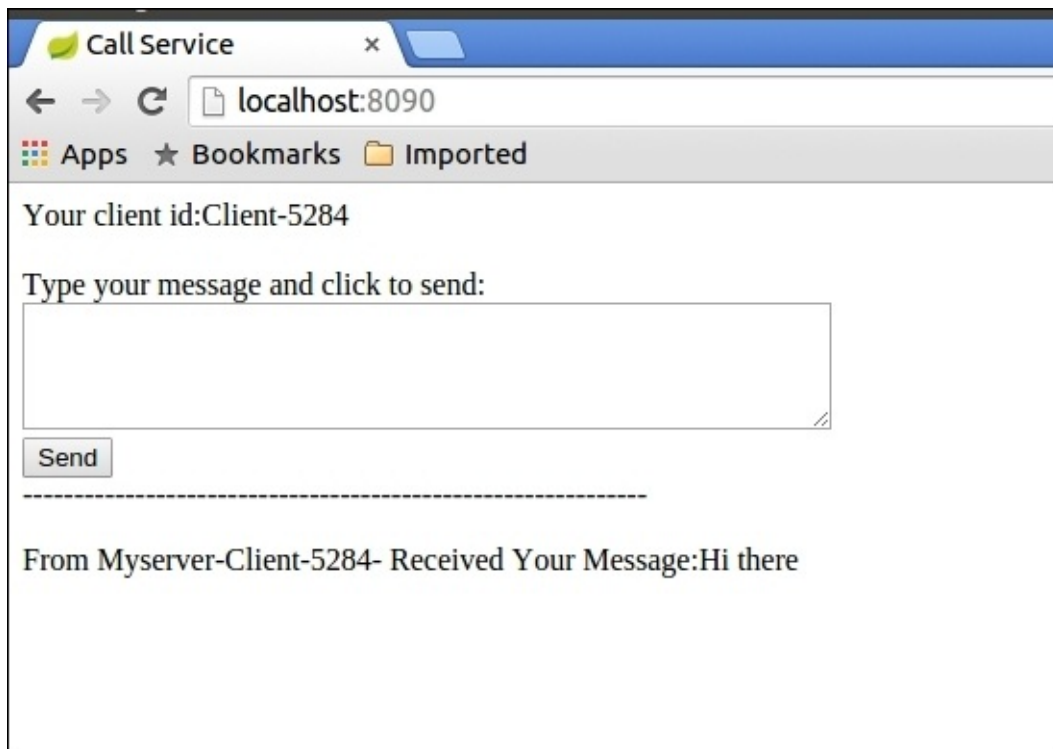 Call Service
localhost:8090
Apps Bookmarks Imported
Your client id:Client-5284
Type your message and click to send:
Send
-------------------------------------------------------------
From Myserver-Client-5284- Received Your Message:Hi there